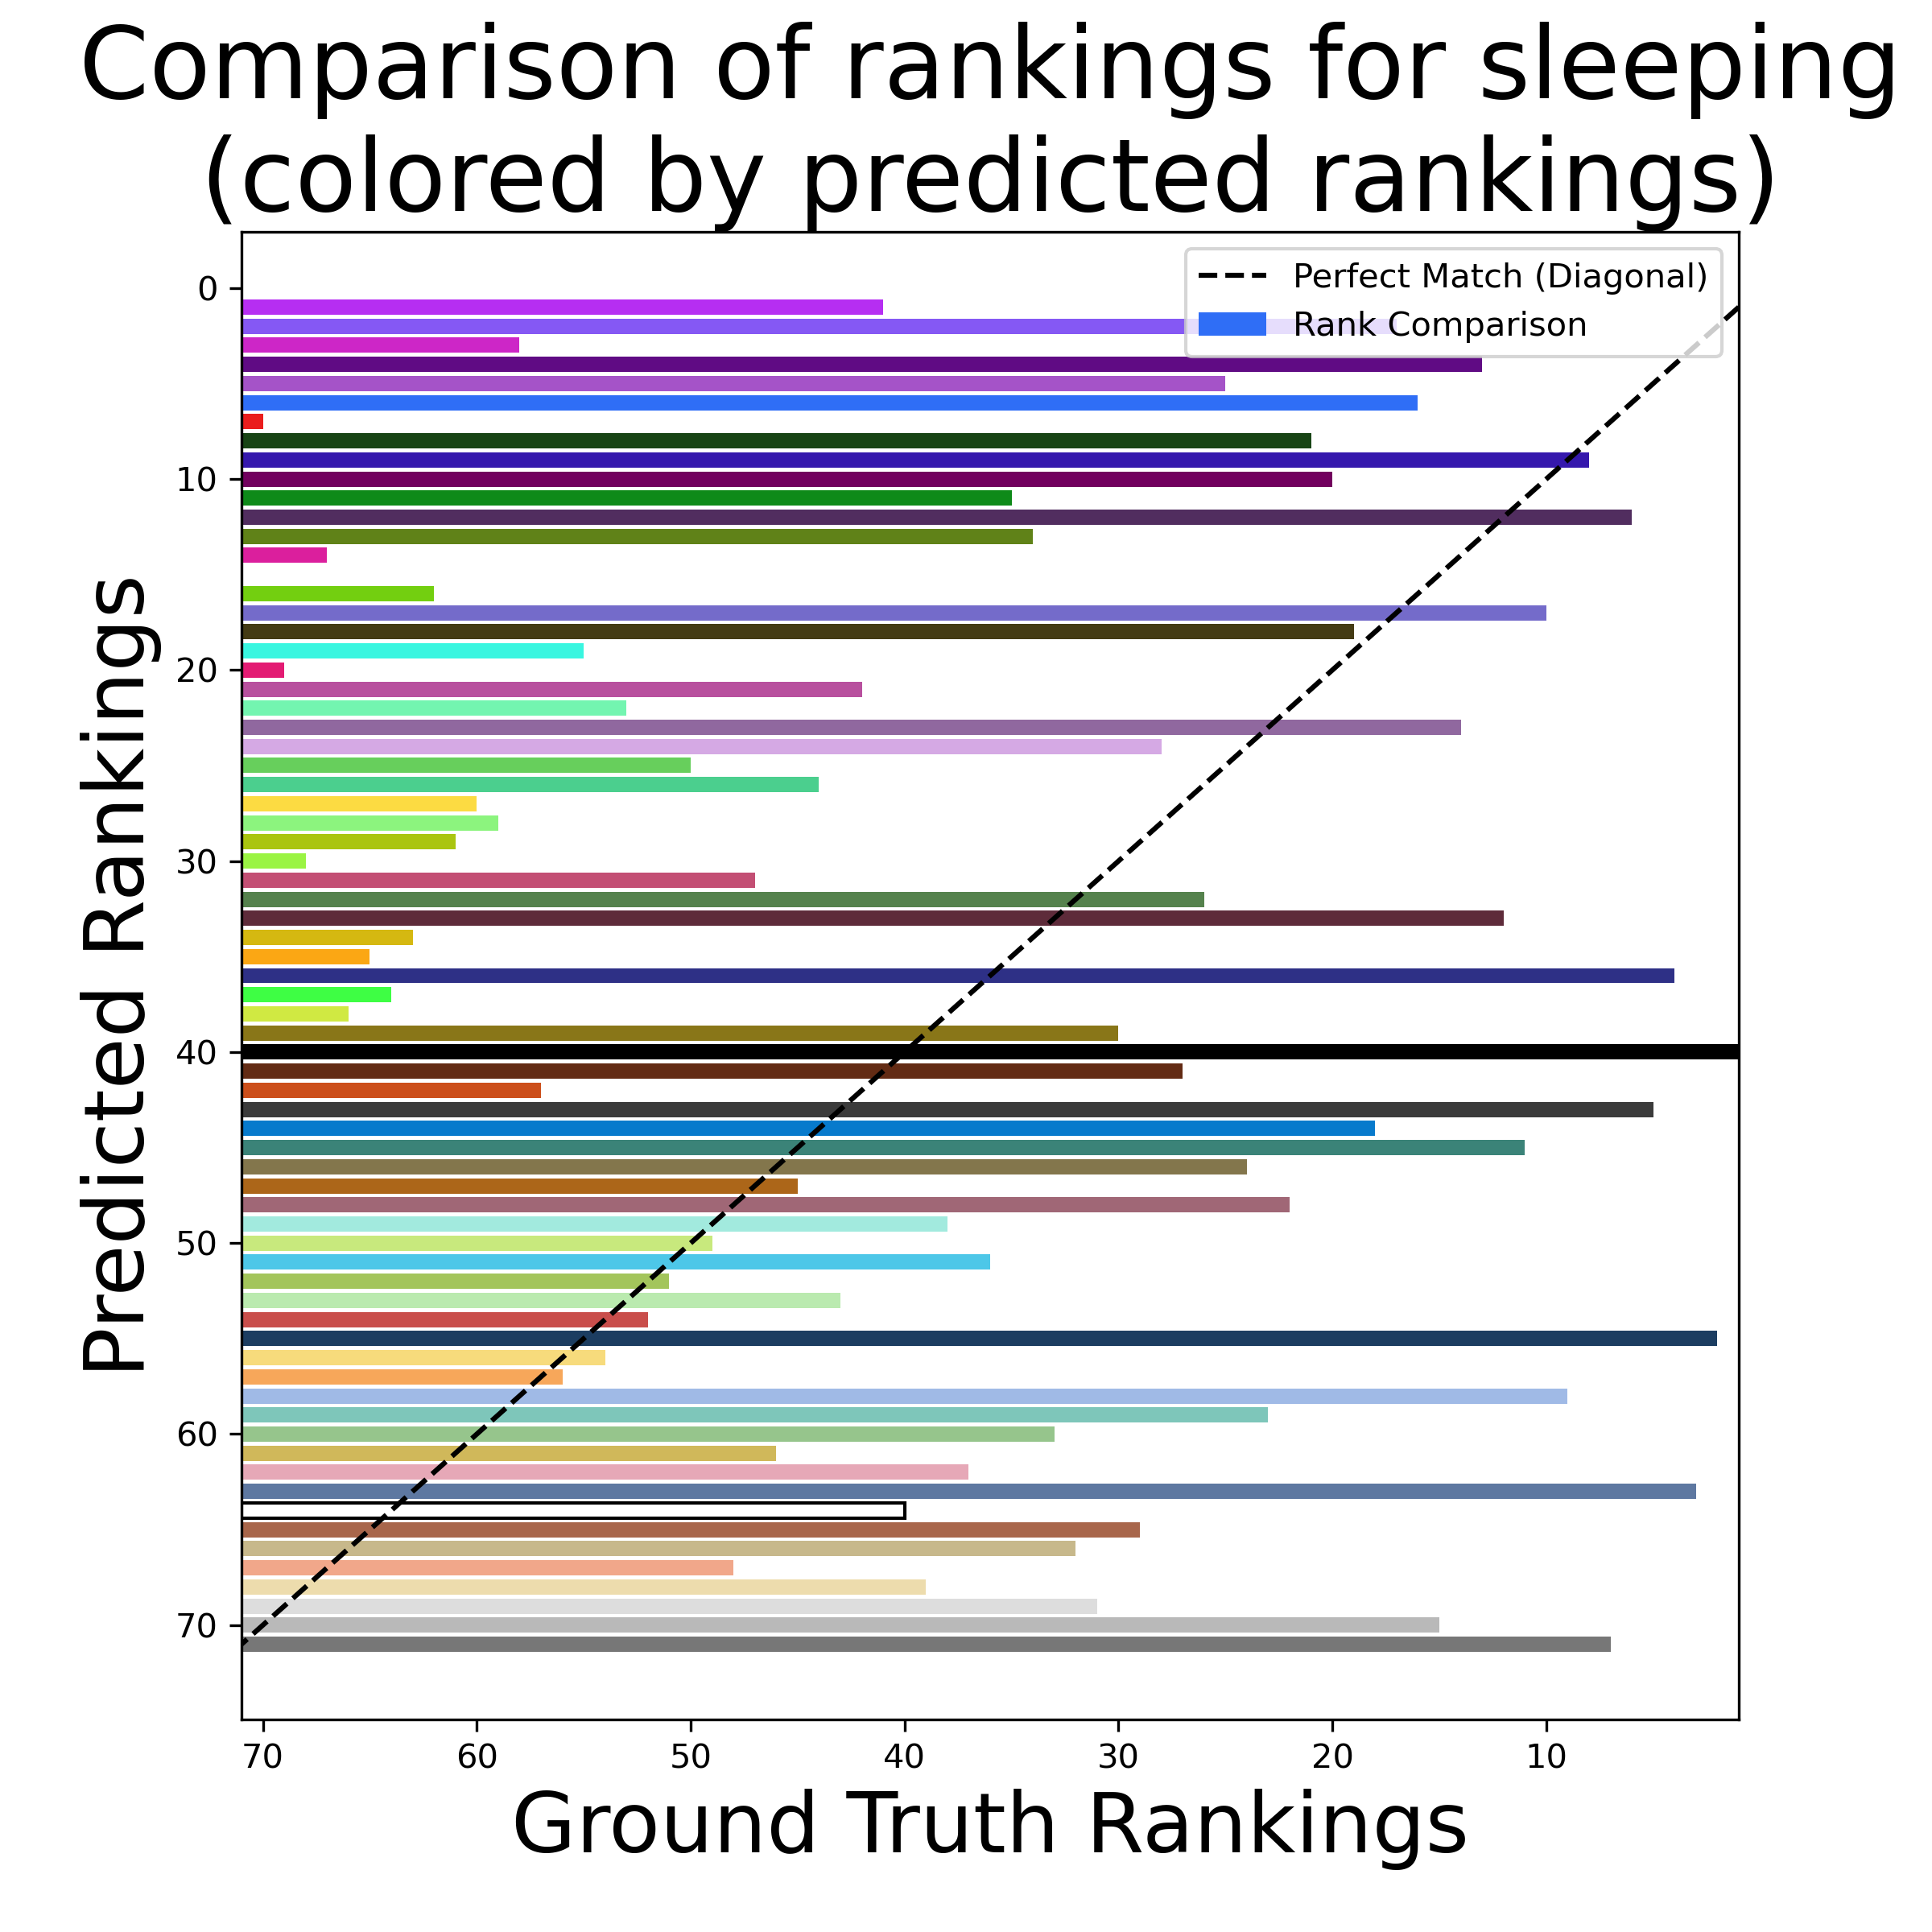 Comparison of rankings for sleeping
(colored by predicted rankings)
Perfect Match (Diagonal)
Rank Comparison
Predicted Rankings
0
10
20
30
40
50
60
70
70 60 50 40 30 20 10
Ground Truth Rankings